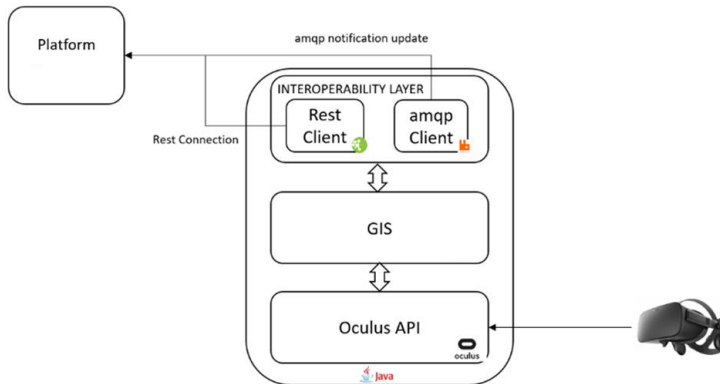 Platform
amqp notification update
INTEROPERABILITY LAYER
Rest
Client
amqp
Client
Rest Connection
GIS
Oculus API
oculus
Java